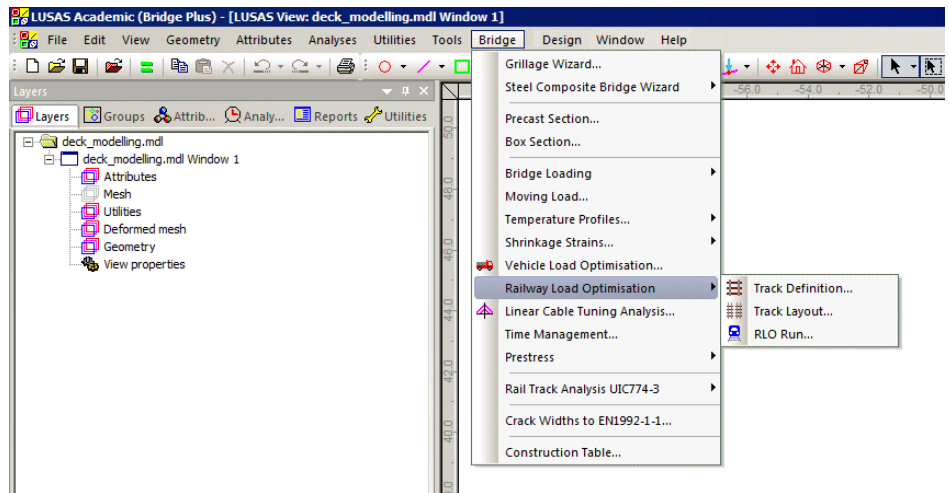 LUSAS Academic (Bridge Plus) - [LUSAS View: deck_modelling.mdl Window 1]
File Edit View Geometry Attributes Analyses Utilities Tools Bridge Design Window Help
Layers
Layers Groups Attrib... Analy... Reports Utilities
deck_modelling.mdl
deck_modelling.mdl Window 1
Attributes
Mesh
Utilities
Deformed mesh
Geometry
View properties
50.0
48.0
46.0
44.0
42.0
40.0
Grillage Wizard...
Steel Composite Bridge Wizard
Precast Section...
Box Section...
Bridge Loading
Moving Load...
Temperature Profiles...
Shrinkage Strains...
Vehicle Load Optimisation...
Railway Load Optimisation
Linear Cable Tuning Analysis...
Time Management...
Prestress
Rail Track Analysis UIC774-3
Crack Widths to EN1992-1-1...
Construction Table...
Track Definition...
Track Layout...
RLO Run...
-56.0 -54.0 -52.0 -50.0